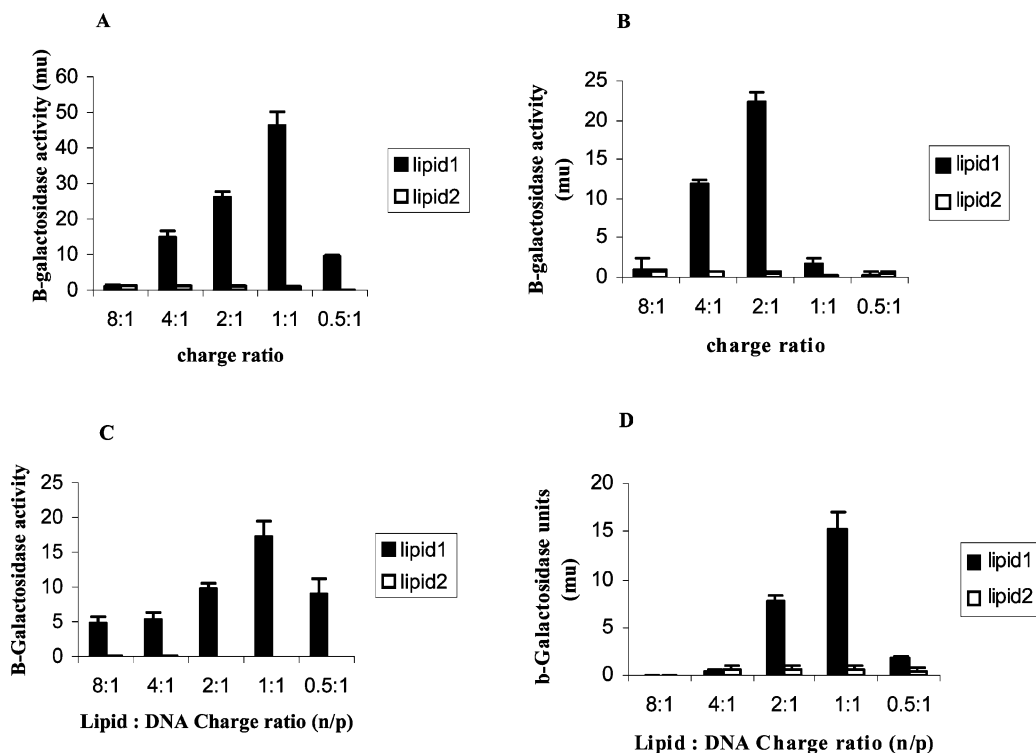 A
B-galactosidase activity (mu)
60
50
40
30
20
10
0
8:1 4:1 2:1 1:1 0.5:1
charge ratio
lipid1
lipid2
B
B-galactosidase activity
(mu)
25
20
15
10
5
0
8:1 4:1 2:1 1:1 0.5:1
charge ratio
lipid1
lipid2
C
B-Galactosidase activity
25
20
15
10
5
0
8:1 4:1 2:1 1:1 0.5:1
Lipid : DNA Charge ratio (n/p)
lipid1
lipid2
D
b-Galactosidase units
(mu)
20
15
10
5
0
8:1 4:1 2:1 1:1 0.5:1
Lipid : DNA Charge ratio (n/p)
lipid1
lipid2